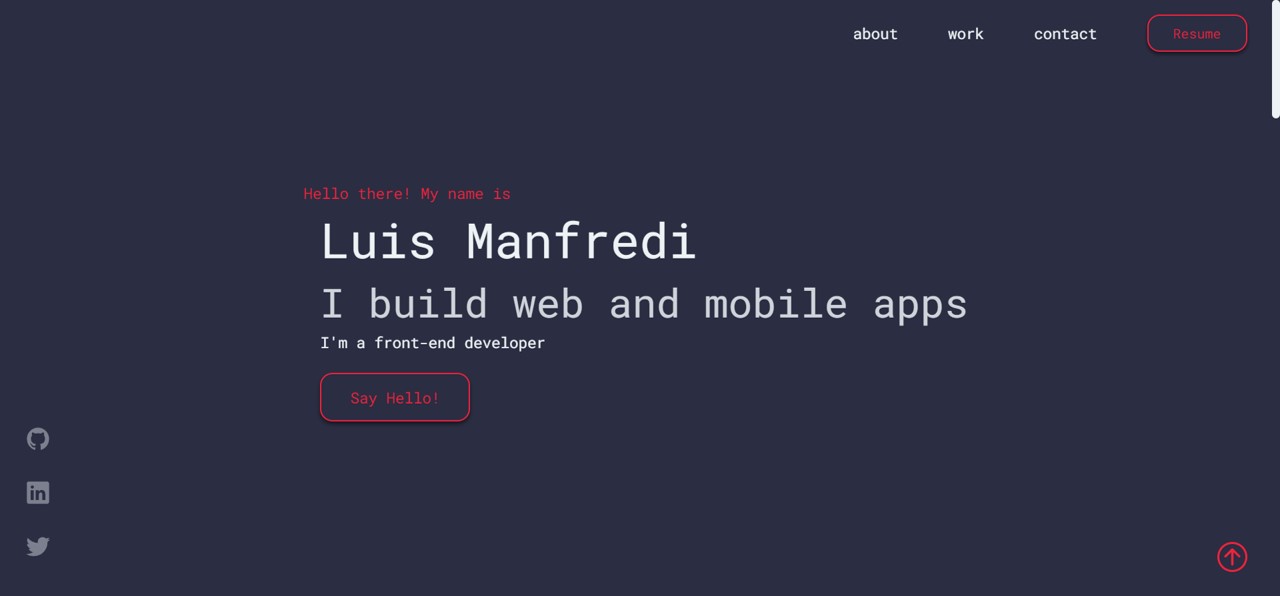 about work contact Resume
Hello there! My name is
Luis Manfredi
I build web and mobile apps
I'm a front-end developer
Say Hello!
in